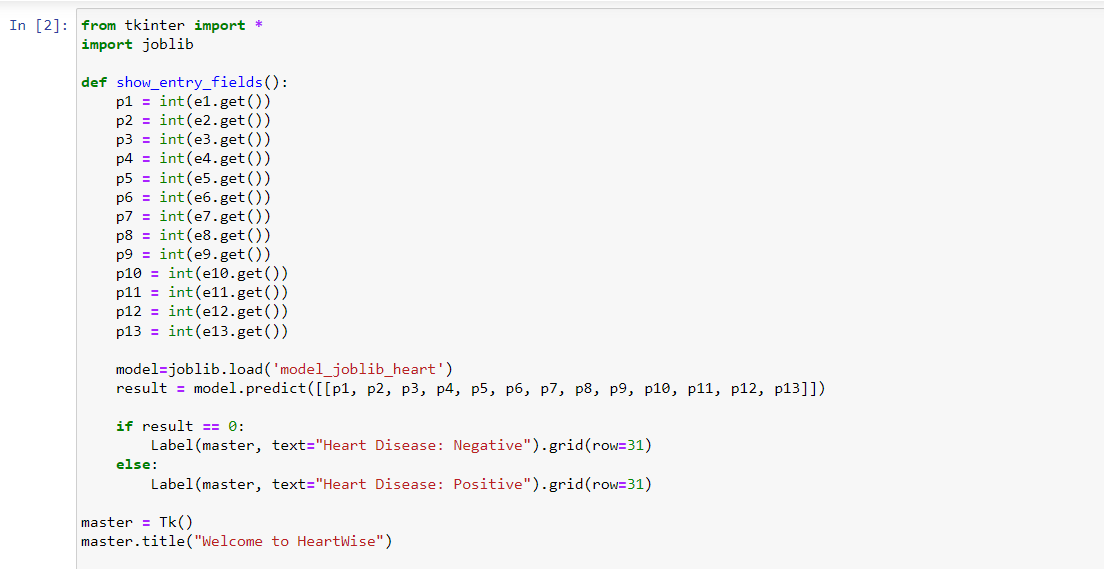 In [2]: from tkinter import *
import joblib

def show_entry_fields():
    p1 = int(e1.get())
    p2 = int(e2.get())
    p3 = int(e3.get())
    p4 = int(e4.get())
    p5 = int(e5.get())
    p6 = int(e6.get())
    p7 = int(e7.get())
    p8 = int(e8.get())
    p9 = int(e9.get())
    p10 = int(e10.get())
    p11 = int(e11.get())
    p12 = int(e12.get())
    p13 = int(e13.get())

    model=joblib.load('model_joblib_heart')
    result = model.predict([[p1, p2, p3, p4, p5, p6, p7, p8, p9, p10, p11, p12, p13]])

    if result == 0:
        Label(master, text="Heart Disease: Negative").grid(row=31)
    else:
        Label(master, text="Heart Disease: Positive").grid(row=31)

master = Tk()
master.title("Welcome to HeartWise")